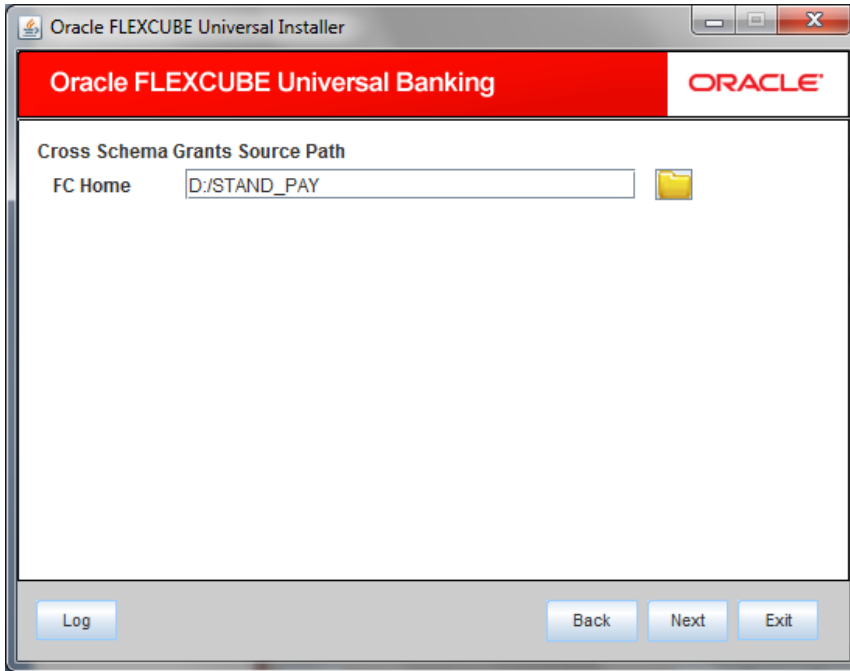 Oracle FLEXCUBE Universal Installer
Oracle FLEXCUBE Universal Banking
ORACLE
Cross Schema Grants Source Path
FC Home D:/STAND_PAY
Log Back Next Exit